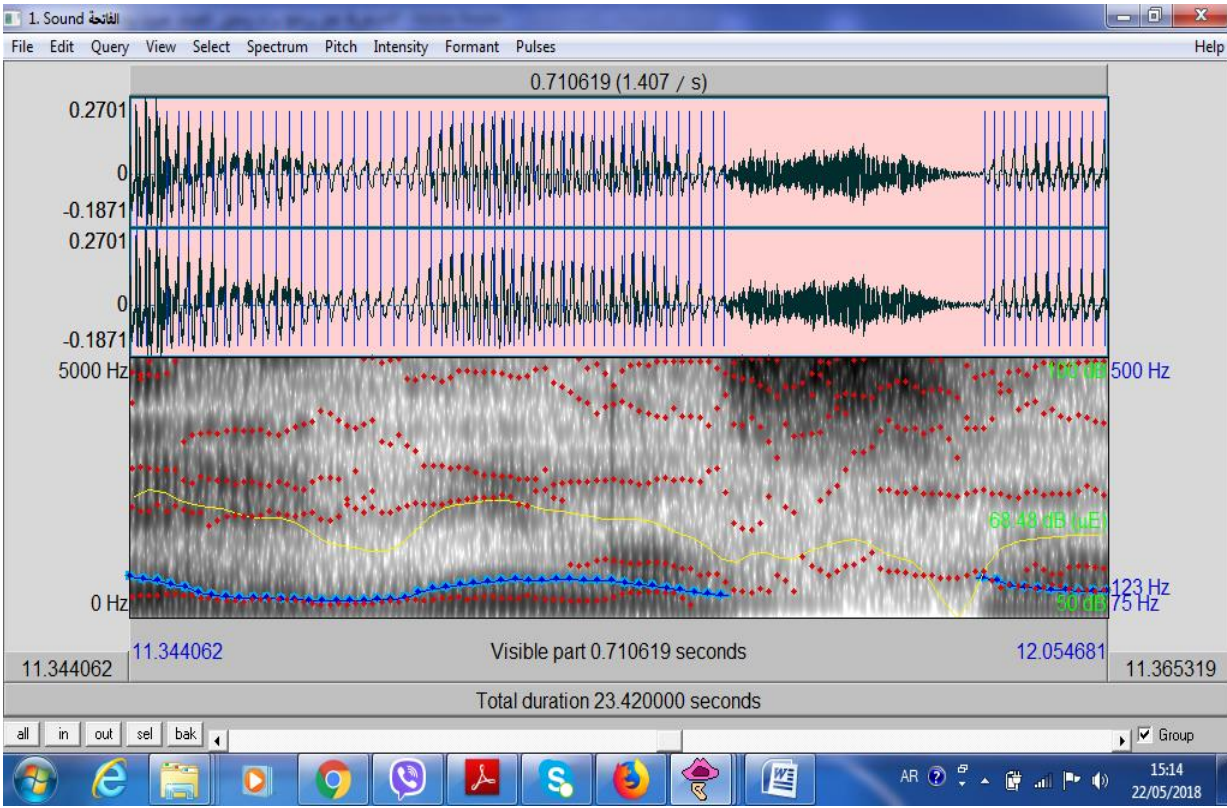 1. Sound الفاتحة
File Edit Query View Select Spectrum Pitch Intensity Formant Pulses Help
0.710619 (1.407 / s)
0.2701
0
-0.1871
0.2701
0
-0.1871
5000 Hz 100 dB 500 Hz
68.48 dB (µE)
123 Hz
0 Hz 50 dB 75 Hz
11.344062 Visible part 0.710619 seconds 12.054681
11.344062 11.365319
Total duration 23.420000 seconds
all in out sel bak Group
AR 15:14
22/05/2018